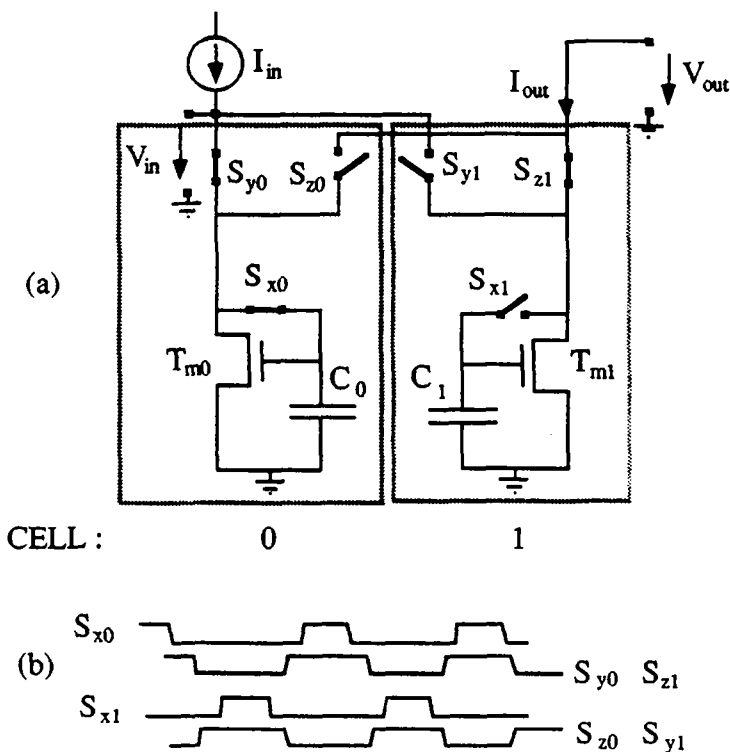 I_in
I_out
V_out
V_in
S_y0
S_z0
S_y1
S_z1
(a)
S_x0
S_x1
T_m0
C_0
C_1
T_m1
CELL : 0 1
S_x0
(b)
S_y0 S_z1
S_x1
S_z0 S_y1